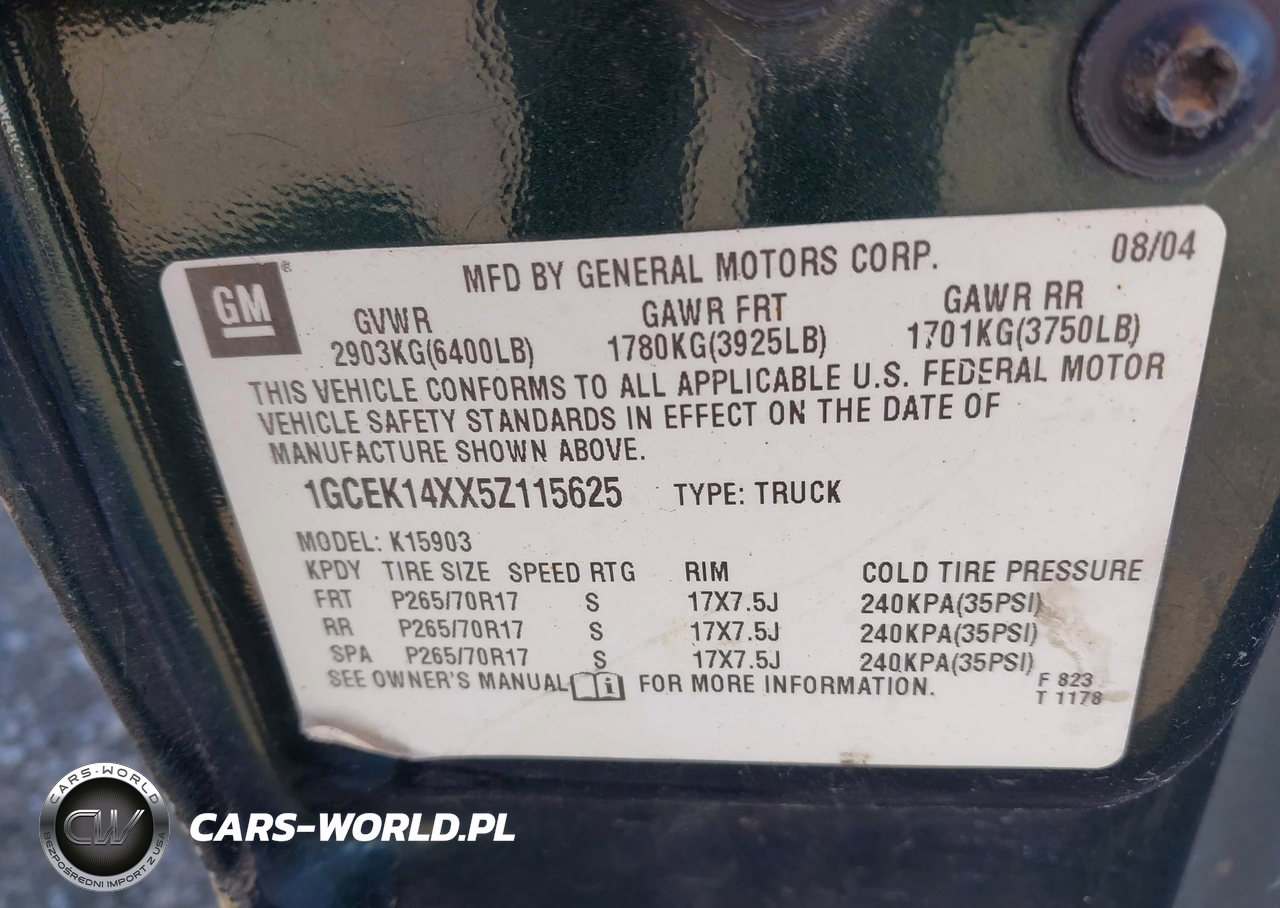 GM
®
MFD BY GENERAL MOTORS CORP.
08/04
GVWR GAWR FRT GAWR RR
2903KG(6400LB) 1780KG(3925LB) 1701KG(3750LB)
THIS VEHICLE CONFORMS TO ALL APPLICABLE U.S. FEDERAL MOTOR
VEHICLE SAFETY STANDARDS IN EFFECT ON THE DATE OF
MANUFACTURE SHOWN ABOVE.
1GCEK14XX5Z115625 TYPE: TRUCK
MODEL: K15903
KPDY TIRE SIZE SPEED RTG RIM COLD TIRE PRESSURE
FRT P265/70R17 S 17X7.5J 240KPA(35PSI)
RR P265/70R17 S 17X7.5J 240KPA(35PSI)
SPA P265/70R17 S 17X7.5J 240KPA(35PSI)
SEE OWNER'S MANUAL i FOR MORE INFORMATION.
F 823
T 1178
CARS-WORLD
CW
BEZPOŚREDNI IMPORT Z USA
CARS-WORLD.PL